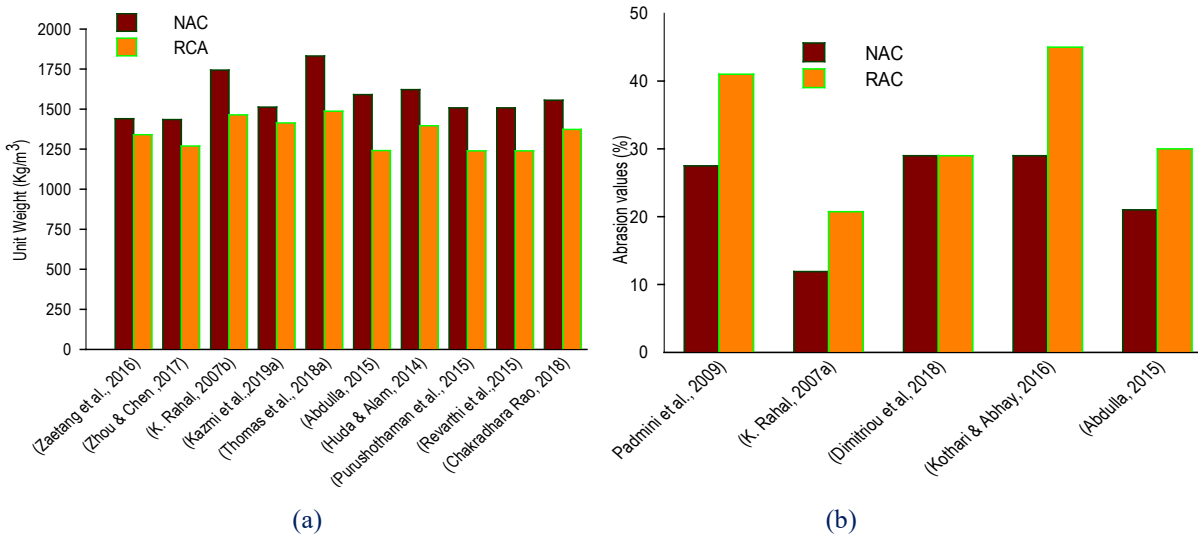 NAC
RCA
Unit Weight (Kg/m³)
2000
1750
1500
1250
1000
750
500
250
0
(Zaetang et al., 2016)
(Zhou & Chen ,2017)
(K. Rahal, 2007b)
(Kazmi et al.,2019a)
(Thomas et al., 2018a)
(Abdulla, 2015)
(Huda & Alam, 2014)
(Purushothaman et al., 2015)
(Revarthi et al.,2015)
(Chakradhara Rao, 2018)
(a)
NAC
RAC
Abrasion values (%)
50
40
30
20
10
0
Padmini et al., 2009)
(K. Rahal, 2007a)
(Dimitriou et al., 2018)
(Kothari & Abhay, 2016)
(Abdulla, 2015)
(b)